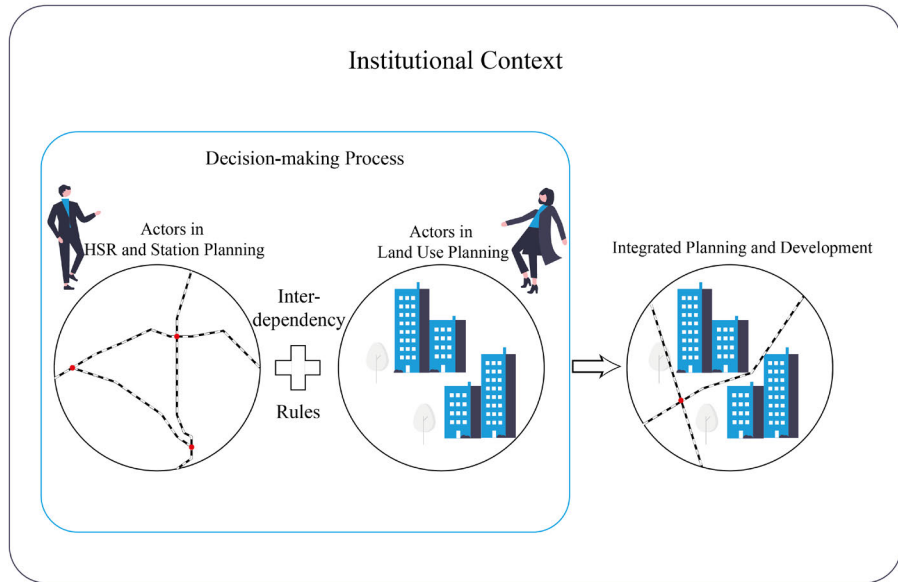 Institutional Context
Decision-making Process
Actors in
HSR and Station Planning
Inter-
dependency
Rules
Actors in
Land Use Planning
Integrated Planning and Development